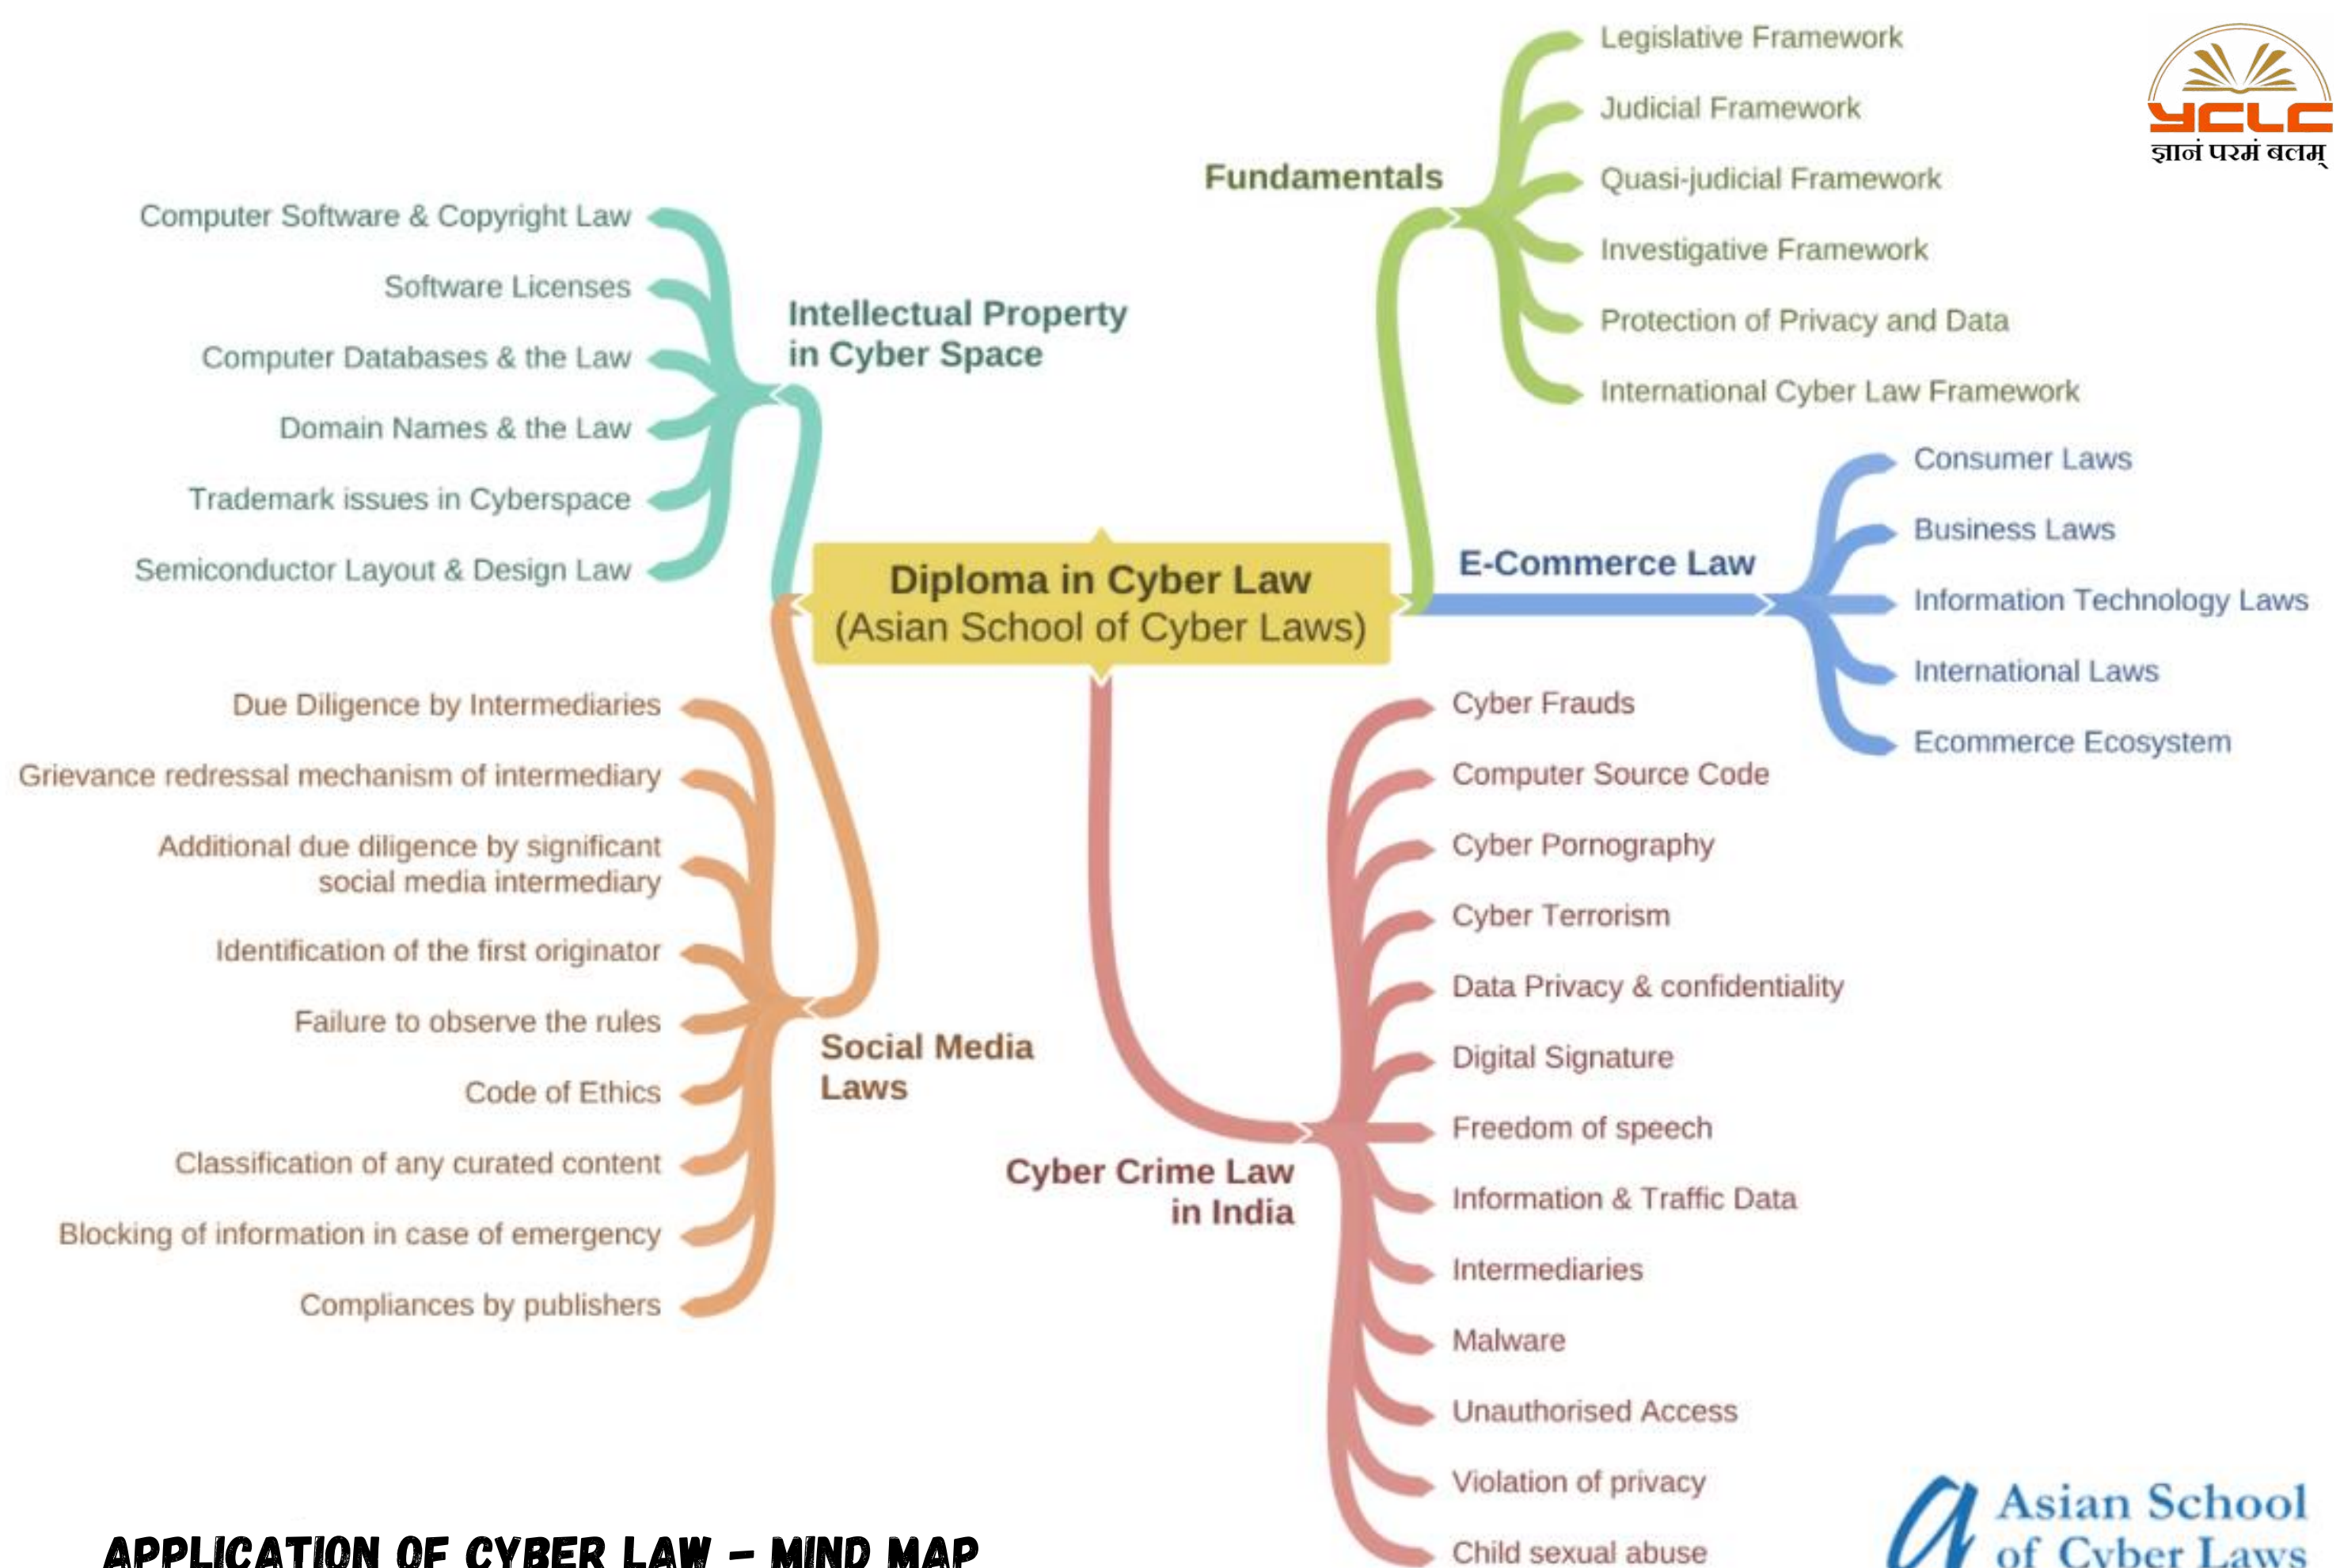 Legislative Framework
Judicial Framework
Fundamentals
Quasi-judicial Framework
Investigative Framework
Protection of Privacy and Data
International Cyber Law Framework
YCLC
ज्ञानं परमं बलम्
Computer Software & Copyright Law
Software Licenses
Computer Databases & the Law
Domain Names & the Law
Trademark issues in Cyberspace
Semiconductor Layout & Design Law
Intellectual Property
in Cyber Space
Diploma in Cyber Law
(Asian School of Cyber Laws)
E-Commerce Law
Consumer Laws
Business Laws
Information Technology Laws
International Laws
Ecommerce Ecosystem
Due Diligence by Intermediaries
Grievance redressal mechanism of intermediary
Additional due diligence by significant
social media intermediary
Identification of the first originator
Failure to observe the rules
Code of Ethics
Classification of any curated content
Blocking of information in case of emergency
Compliances by publishers
Social Media
Laws
Cyber Crime Law
in India
Cyber Frauds
Computer Source Code
Cyber Pornography
Cyber Terrorism
Data Privacy & confidentiality
Digital Signature
Freedom of speech
Information & Traffic Data
Intermediaries
Malware
Unauthorised Access
Violation of privacy
Child sexual abuse
APPLICATION OF CYBER LAW – MIND MAP
Asian School
of Cyber Laws